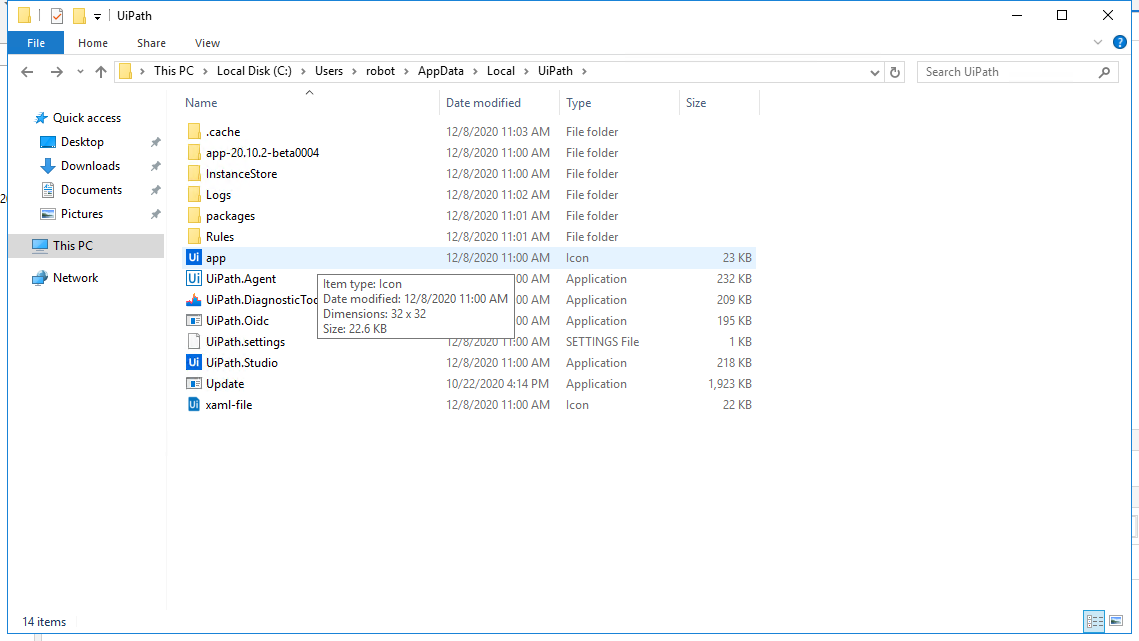 UiPath
File Home Share View
This PC Local Disk (C:) Users robot AppData Local UiPath Search UiPath
Name Date modified Type Size
Quick access
Desktop
Downloads
Documents
Pictures
This PC
Network
.cache 12/8/2020 11:03 AM File folder
app-20.10.2-beta0004 12/8/2020 11:00 AM File folder
InstanceStore 12/8/2020 11:00 AM File folder
Logs 12/8/2020 11:02 AM File folder
packages 12/8/2020 11:01 AM File folder
Rules 12/8/2020 11:01 AM File folder
Ui app 12/8/2020 11:00 AM Icon 23 KB
Ui UiPath.Agent :00 AM Application 232 KB
UiPath.DiagnosticToo :00 AM Application 209 KB
UiPath.Oidc :00 AM Application 195 KB
UiPath.settings 12/8/2020 11:00 AM SETTINGS File 1 KB
Ui UiPath.Studio 12/8/2020 11:00 AM Application 218 KB
Update 10/22/2020 4:14 PM Application 1,923 KB
Ui xaml-file 12/8/2020 11:00 AM Icon 22 KB
Item type: Icon
Date modified: 12/8/2020 11:00 AM
Dimensions: 32 x 32
Size: 22.6 KB
14 items